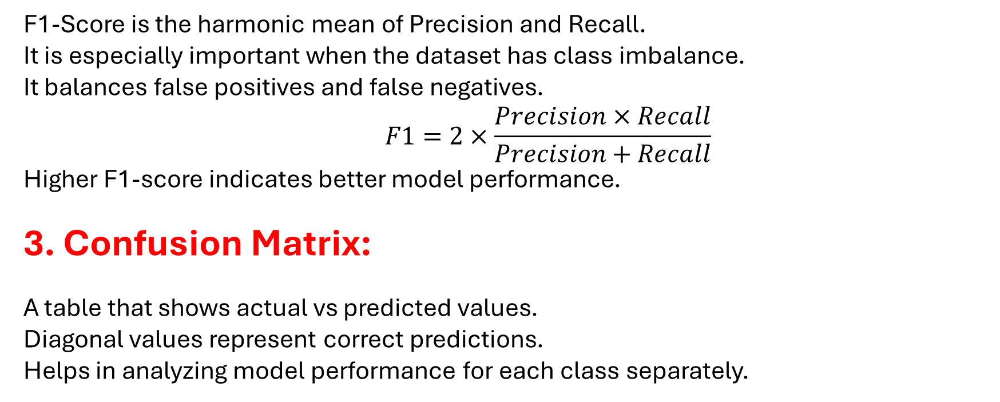 F1-Score is the harmonic mean of Precision and Recall.
It is especially important when the dataset has class imbalance.
It balances false positives and false negatives.
F1 = 2 × \frac{Precision × Recall}{Precision + Recall}
Higher F1-score indicates better model performance.
3. Confusion Matrix:
A table that shows actual vs predicted values.
Diagonal values represent correct predictions.
Helps in analyzing model performance for each class separately.